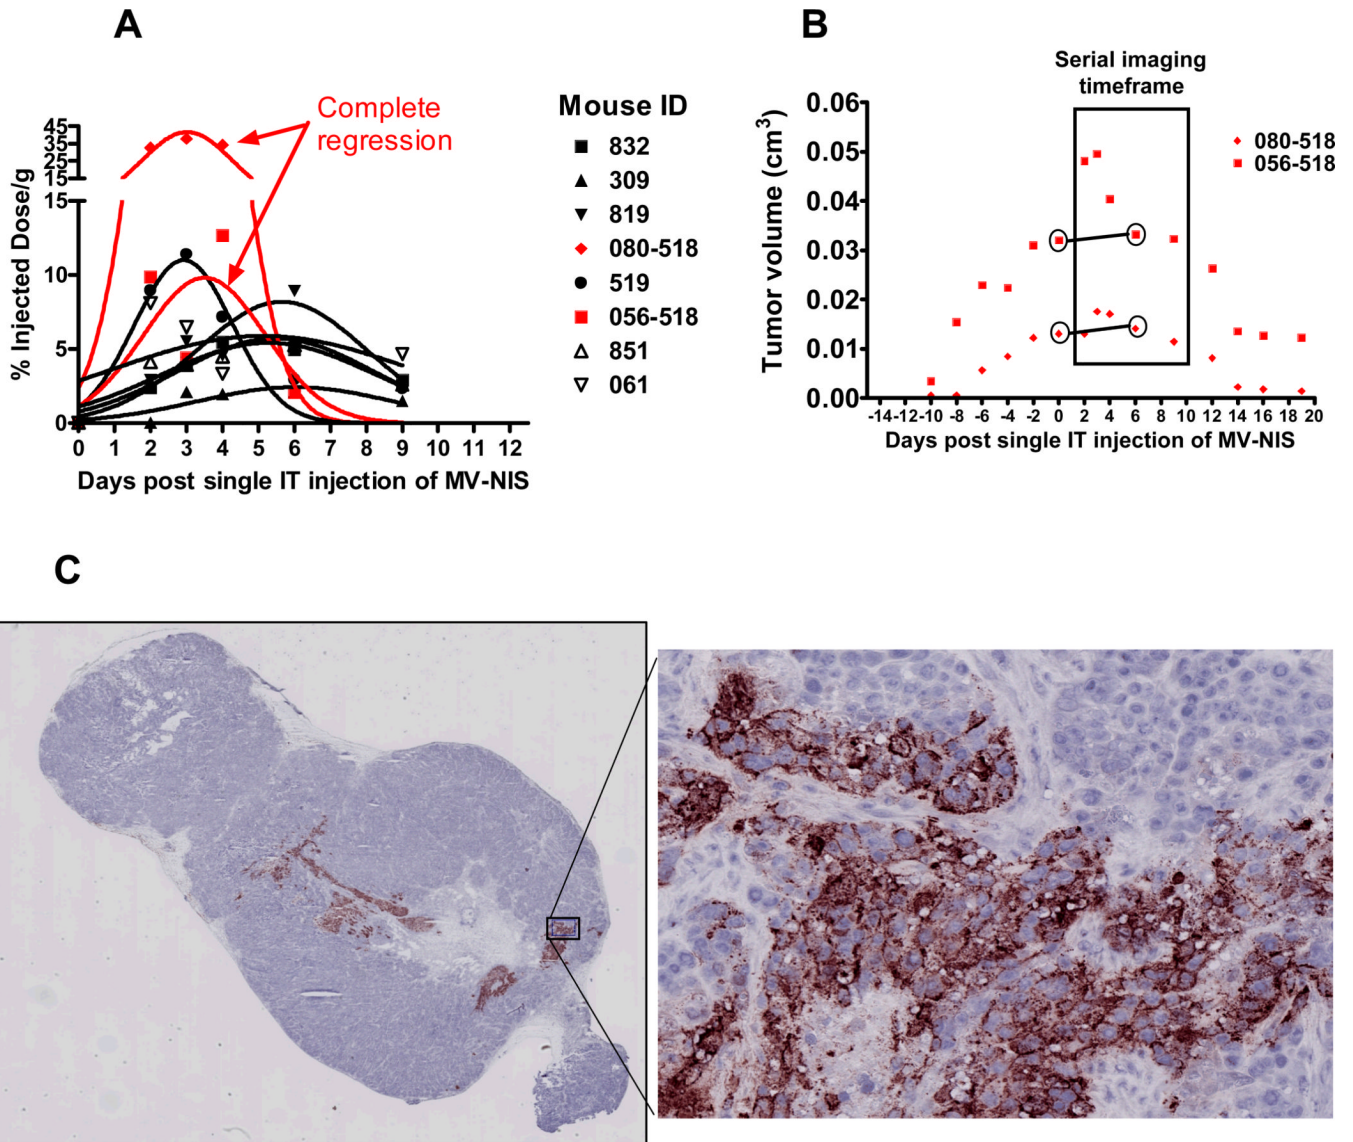 A
Complete
regression
% Injected Dose/g
45
35
25
15
15
10
5
0
0 1 2 3 4 5 6 7 8 9 10 11 12
Days post single IT injection of MV-NIS
Mouse ID
832
309
819
080-518
519
056-518
851
061
B
Serial imaging
timeframe
Tumor volume (cm3)
0.06
0.05
0.04
0.03
0.02
0.01
0.00
-14 -12 -10 -8 -6 -4 -2 0 2 4 6 8 10 12 14 16 18 20
Days post single IT injection of MV-NIS
080-518
056-518
C